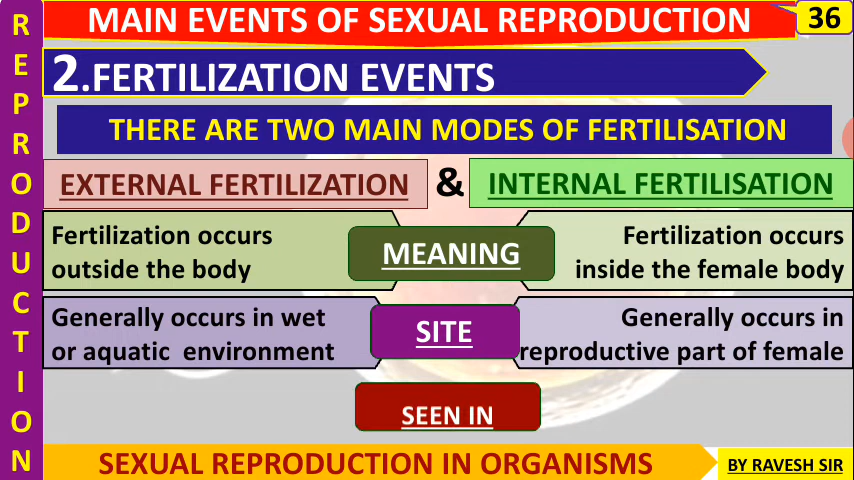 MAIN EVENTS OF SEXUAL REPRODUCTION
36
REPRODUCTION
2.FERTILIZATION EVENTS
THERE ARE TWO MAIN MODES OF FERTILISATION
EXTERNAL FERTILIZATION & INTERNAL FERTILISATION
Fertilization occurs
outside the body
MEANING
Fertilization occurs
inside the female body
Generally occurs in wet
or aquatic environment
SITE
Generally occurs in
reproductive part of female
SEEN IN
SEXUAL REPRODUCTION IN ORGANISMS
BY RAVESH SIR